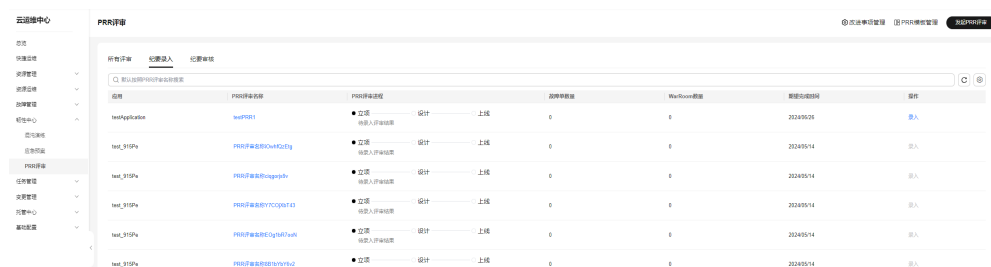 云运维中心
PRR评审
改进事项管理
PRR模板管理
发起PRR评审
总览
快捷运维
资源管理
资源运维
故障管理
韧性中心
混沌演练
应急预案
PRR评审
任务管理
变更管理
托管中心
基础配置
所有评审 纪要录入 纪要审核
默认按照PRR评审名称搜索
应用 PRR评审名称 PRR评审进程 故障单数量 WarRoom数量 期望完成时间 操作
testApplication testPRR1 立项 设计 上线 0 0 2024/06/26 录入
待录入评审结果
test_915Pe 立项 设计 上线 0 0 2024/05/14 录入
待录入评审结果
test_915Pe 立项 设计 上线 0 0 2024/05/14 录入
待录入评审结果
test_915Pe 立项 设计 上线 0 0 2024/05/14 录入
待录入评审结果
test_915Pe 立项 设计 上线 0 0 2024/05/14 录入
待录入评审结果
test_915Pe 立项 设计 上线 0 0 2024/05/14 录入